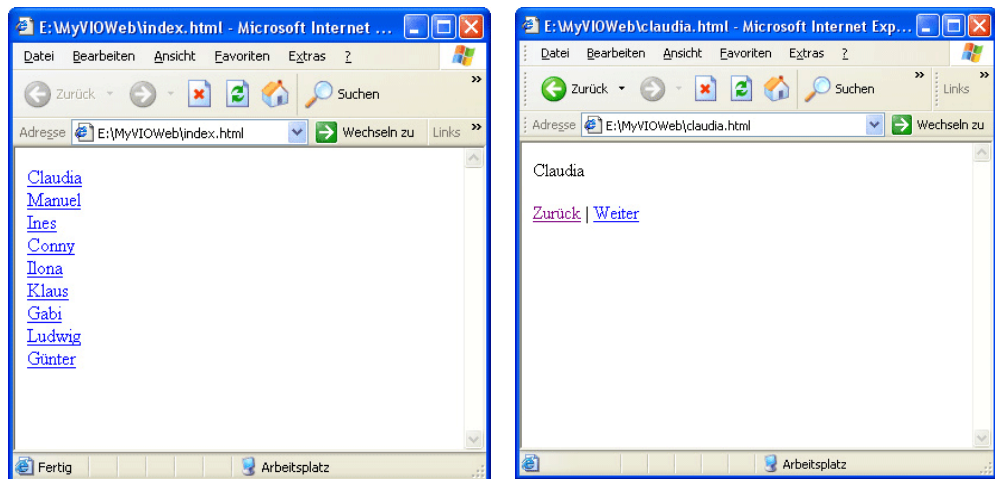 E:\MyVIOWeb\index.html - Microsoft Internet ...
Datei Bearbeiten Ansicht Favoriten Extras ?
Zurück Suchen »
Adresse E:\MyVIOWeb\index.html Wechseln zu Links »
Claudia
Manuel
Ines
Conny
Ilona
Klaus
Gabi
Ludwig
Günter
Fertig Arbeitsplatz
E:\MyVIOWeb\claudia.html - Microsoft Internet Exp...
Datei Bearbeiten Ansicht Favoriten Extras ?
Zurück Suchen » Links »
Adresse E:\MyVIOWeb\claudia.html Wechseln zu
Claudia
Zurück | Weiter
Arbeitsplatz